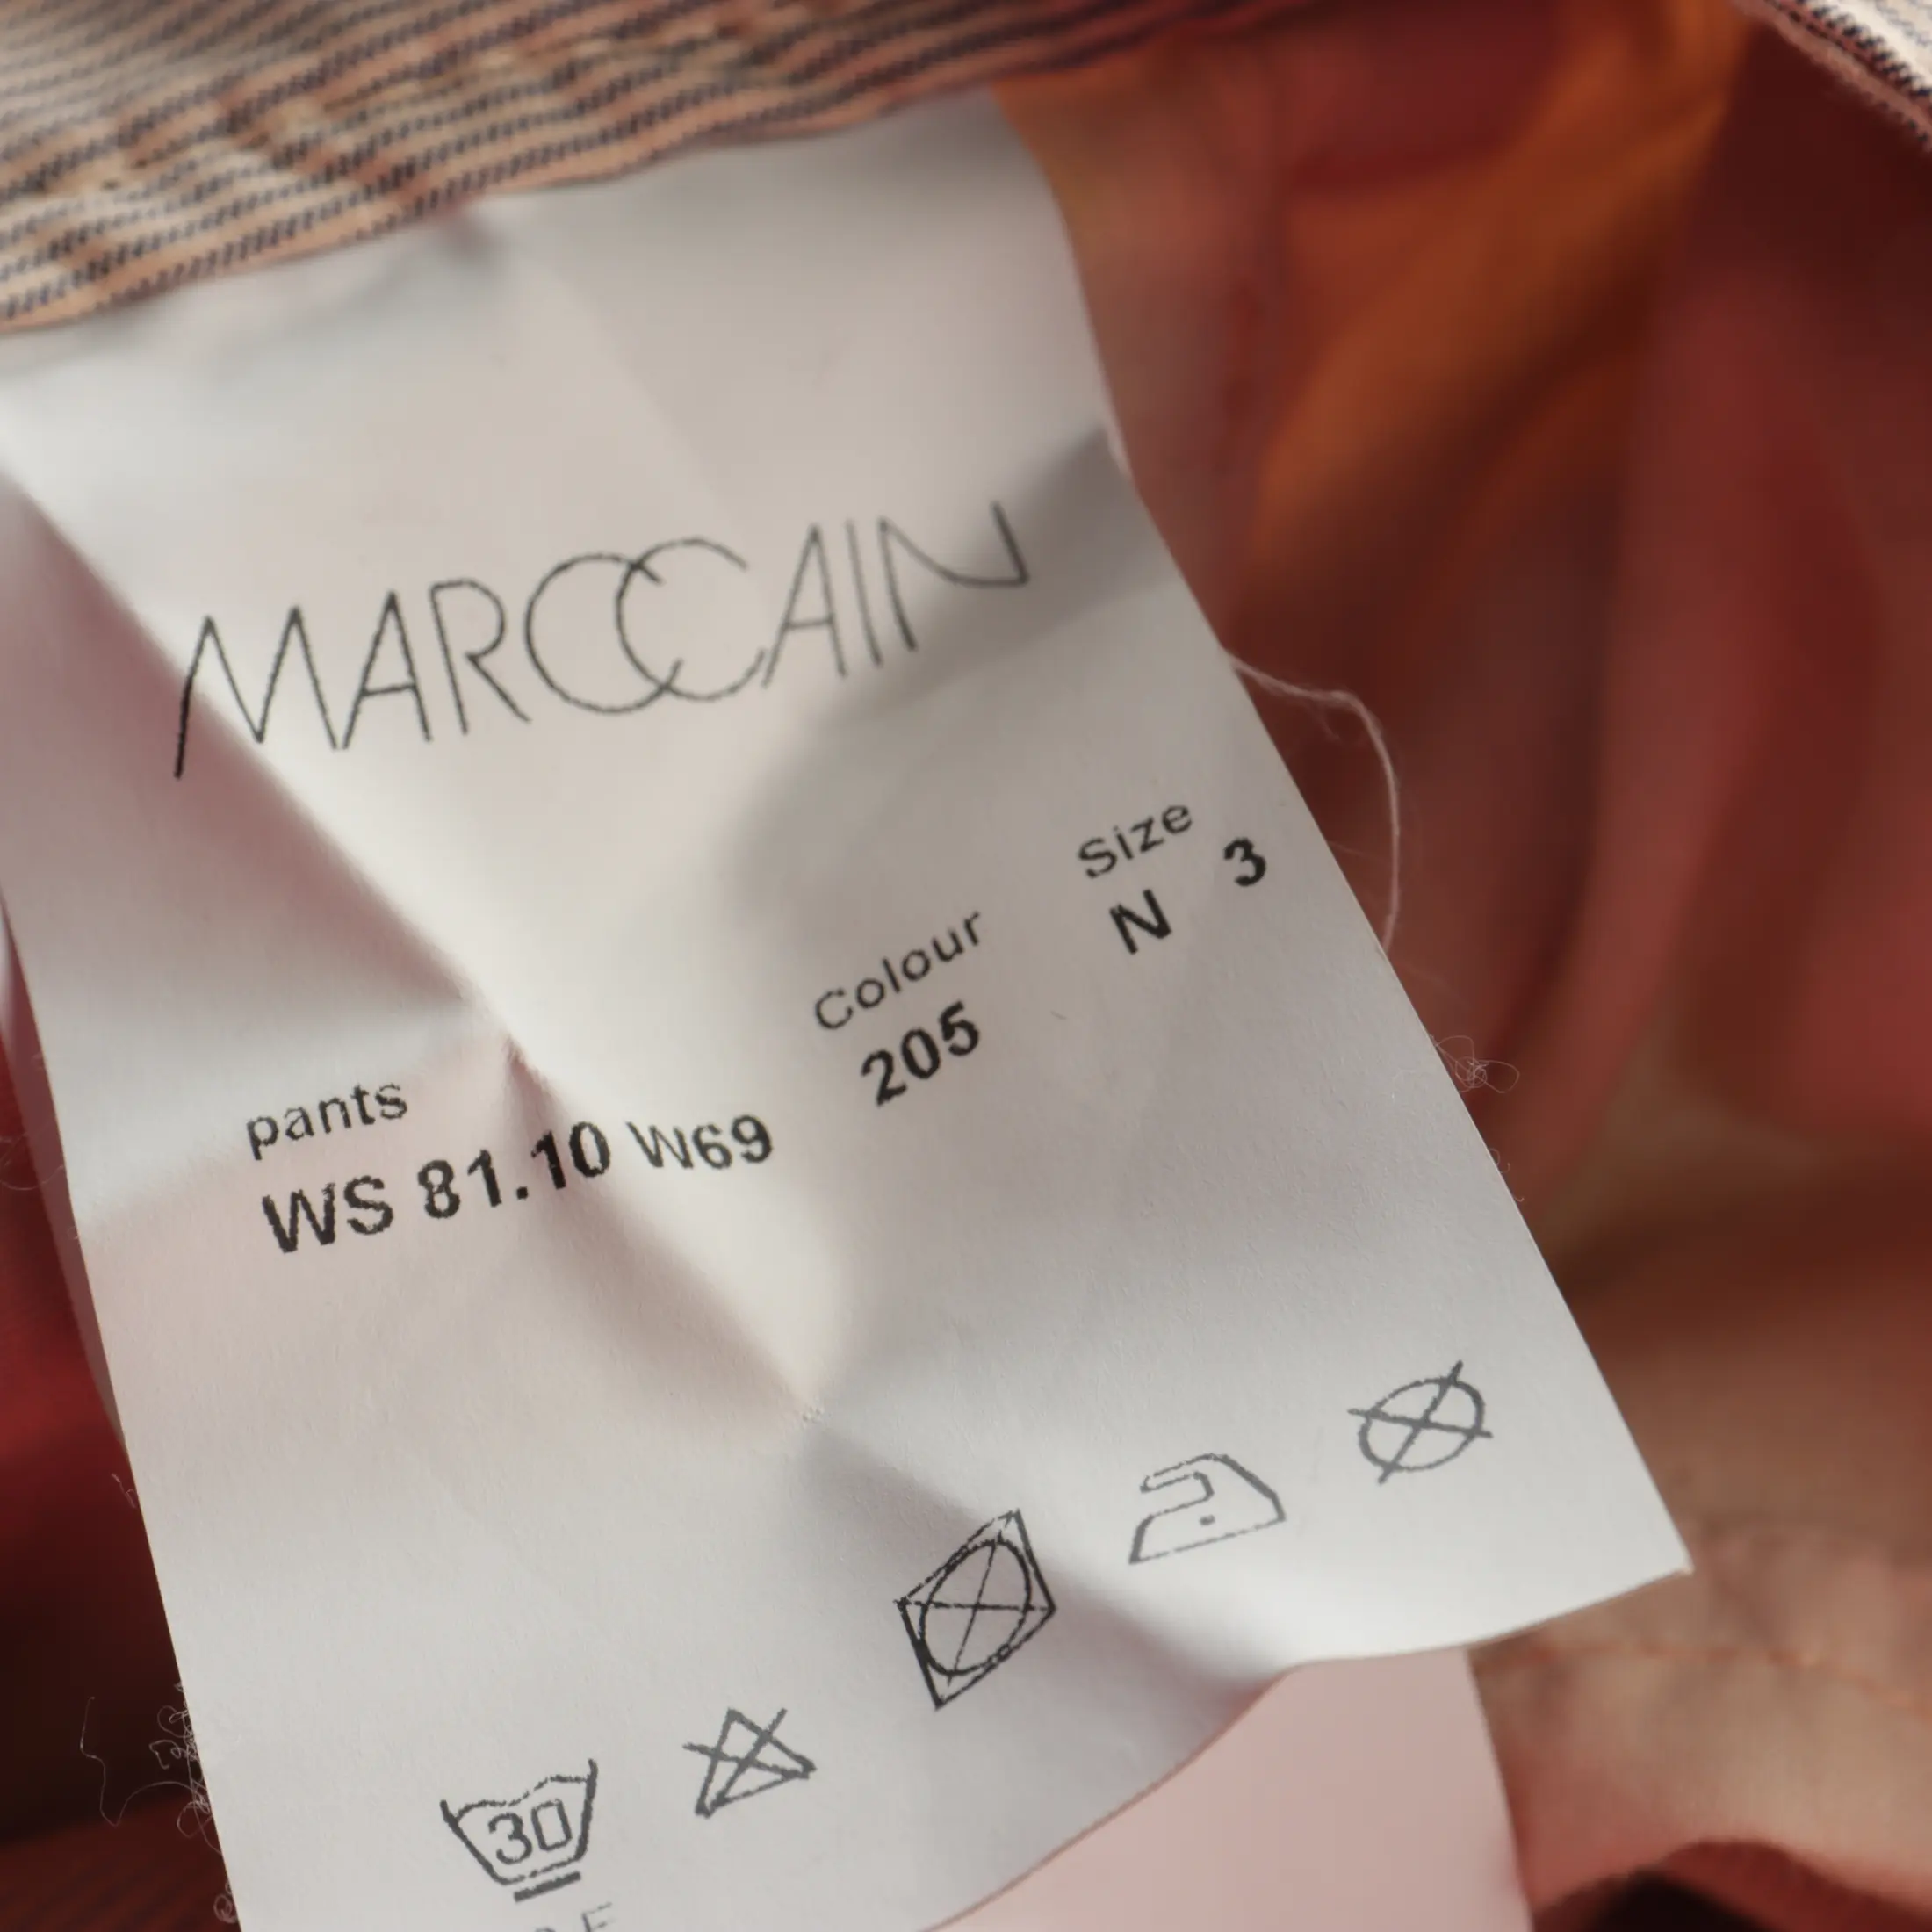 MARCCAIN
pants Colour Size
WS 81.10 W69 205 N 3
30